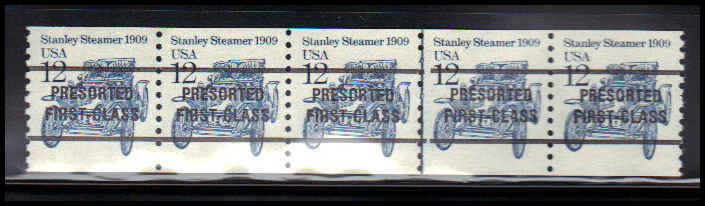 Stanley Steamer 1909 Stanley Steamer 1909 Stanley Steamer 1909 Stanley Steamer 1909 Stanley Steamer 1909
USA USA USA USA USA
12 12 12 12 12
PRESORTED PRESORTED PRESORTED PRESORTED PRESORTED
FIRST-CLASS FIRST-CLASS FIRST-CLASS FIRST-CLASS FIRST-CLASS